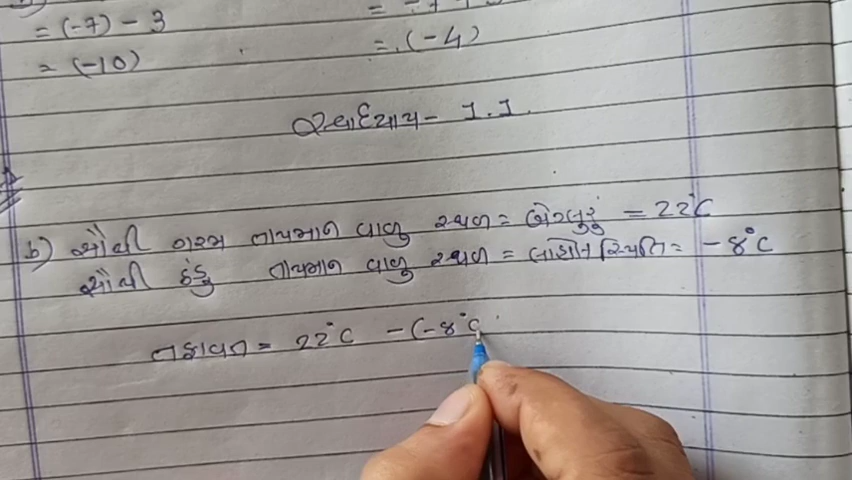 = (-7) - 3
= (-10)
= (-4)
સ્વાધ્યાય - 1.1
b) સૌથી ગરમ તાપમાન વાળુ સ્થળ = બેંગલુરું = 22°C
સૌથી ઠંડુ તાપમાન વાળુ સ્થળ = લાહોલ સ્પિતિ = -8°C
તફાવત = 22°C - (-8°C